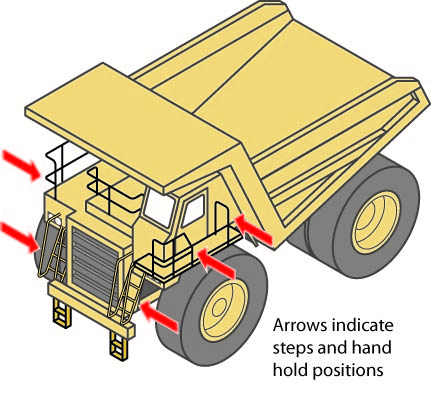 Arrows indicate
steps and hand
hold positions